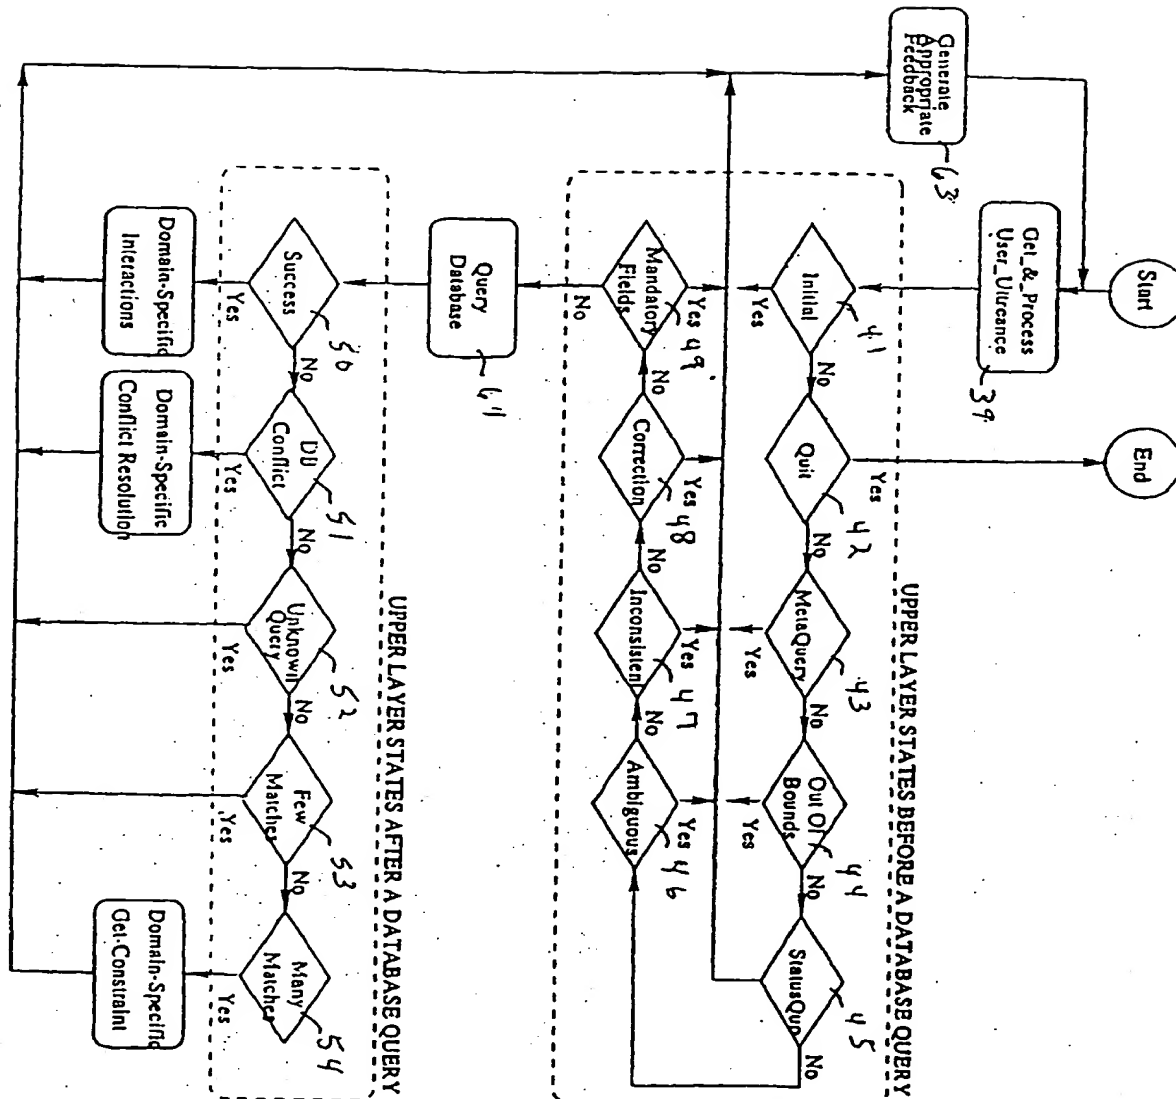 Start
End
Get_&_Process
User_Utterance
39
Generate
Appropriate
Feedback
63
UPPER LAYER STATES BEFORE A DATABASE QUERY
Initial
41
Yes
No
Quit
42
Yes
No
MetaQuery
43
Yes
No
Out Of
Bounds
44
Yes
No
StatusQuo
45
No
Mandatory
Fields
49
Yes
No
Correction
48
Yes
No
Inconsistent
47
Yes
No
Ambiguous
46
Yes
No
Query
Database
61
UPPER LAYER STATES AFTER A DATABASE QUERY
Success
50
Yes
No
DB
Conflict
51
Yes
No
Unknown
Query
52
Yes
No
Few
Matches
53
Yes
No
Many
Matches
54
Yes
Domain-Specific
Interactions
Domain-Specific
Conflict Resolution
Domain-Specific
Get-Constraint